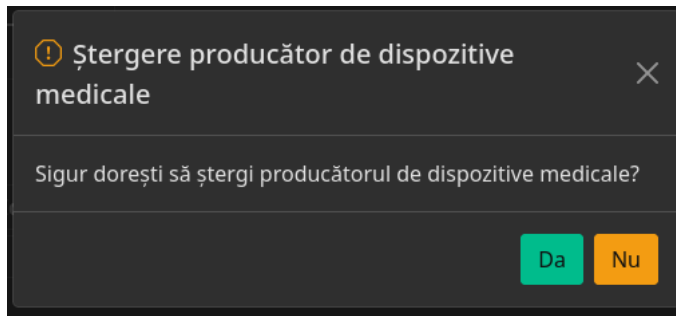 Ștergere producător de dispozitive
medicale
Sigur dorești să ștergi producătorul de dispozitive medicale?
Da Nu